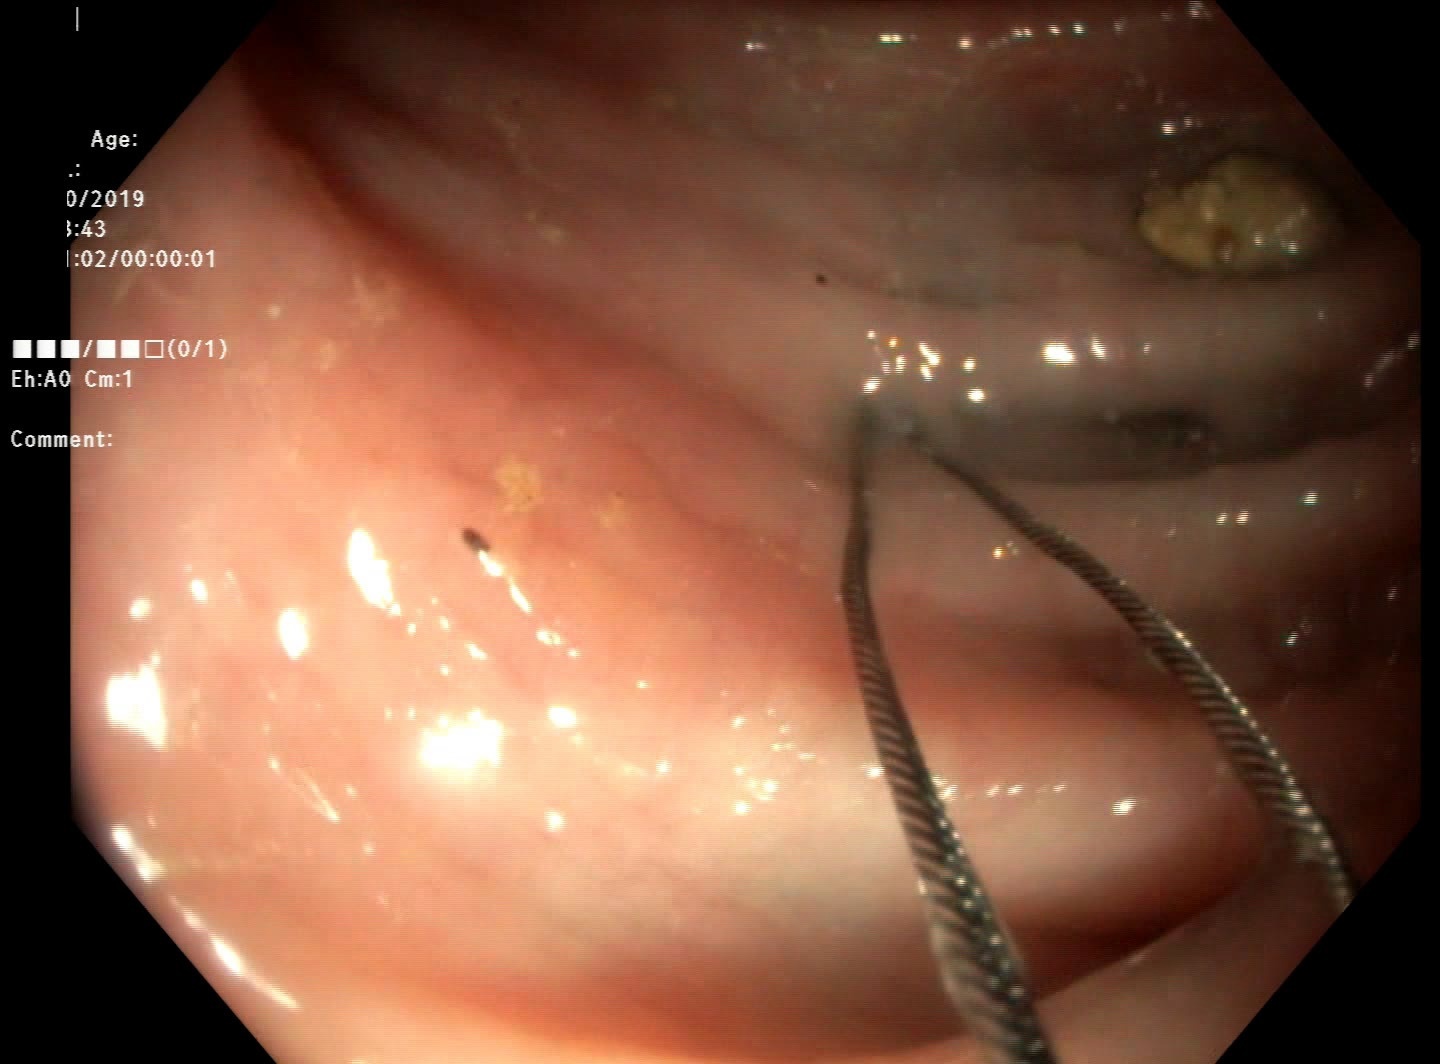 Age:
.:
0/2019
:43
:02/00:00:01
■■■/■■□(0/1)
Eh:A0 Cm:1
Comment: